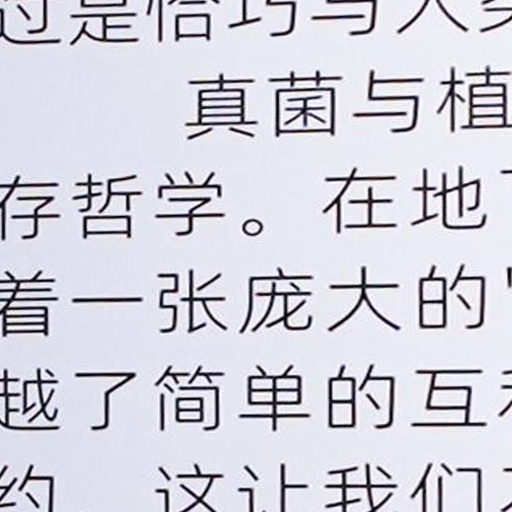 过是恰巧与人
真菌与植
存哲学。在地
着一张庞大的"
越了简单的互
约。这让我们